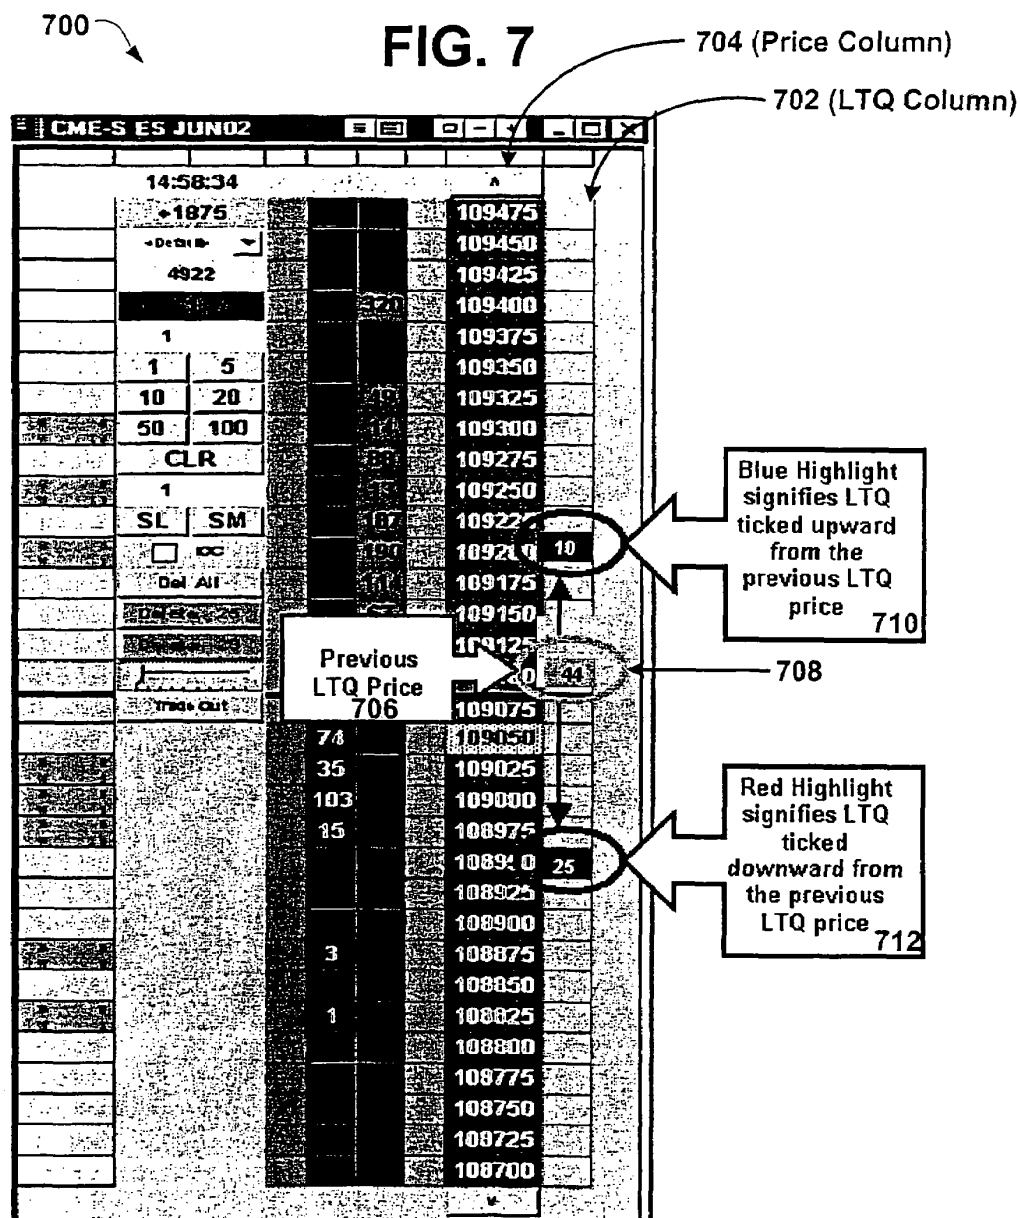 700
FIG. 7
704 (Price Column)
702 (LTQ Column)
CME-S ES JUN02
14:58:34
+1875 109475
109450
4922 109425
109400
1 109375
1 5 109350
10 20 109325
50 100 109300
CLR 109275
1 109250
SL SM
10
Del All 109175
109150
Previous
LTQ Price
706
44
708
109075
74 109050
35 109025
103 109000
15 108975
25
108925
108900
3 108875
108850
1 108825
108800
108775
108750
108725
108700
Blue Highlight
signifies LTQ
ticked upward
from the
previous LTQ
price
710
Red Highlight
signifies LTQ
ticked
downward from
the previous
LTQ price
712